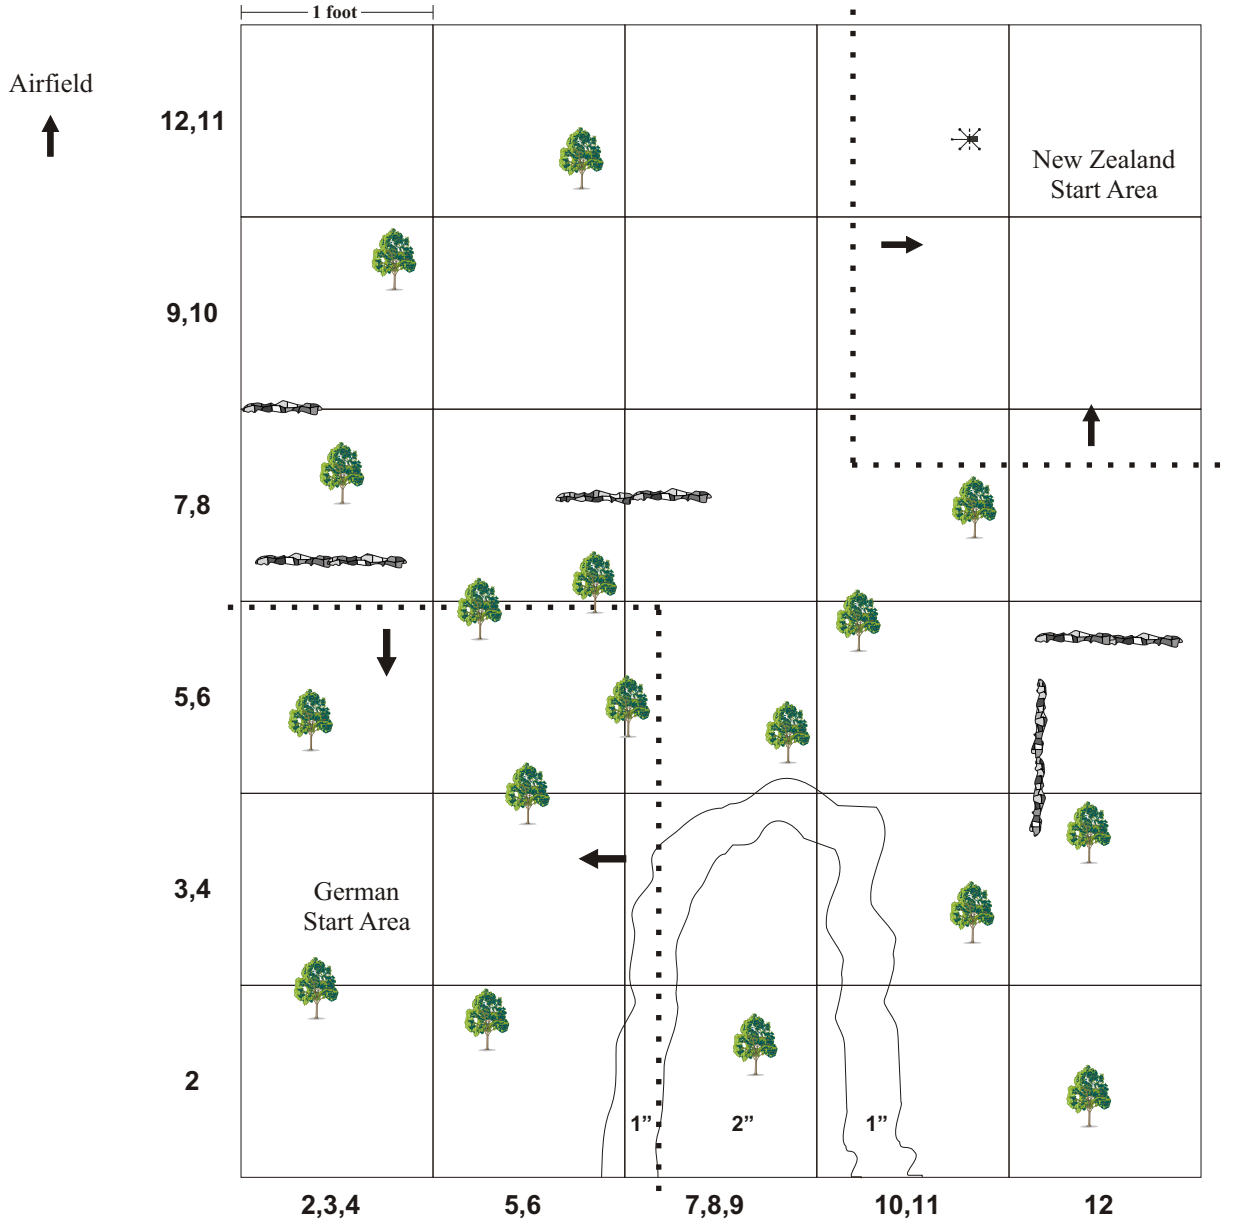 1 foot
Airfield
12,11
New Zealand
Start Area
9,10
7,8
5,6
3,4
German
Start Area
2
1”
2”
1”
2,3,4
5,6
7,8,9
10,11
12